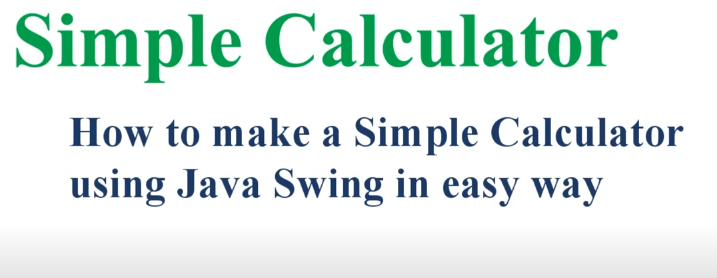 Simple Calculator
How to make a Simple Calculator
using Java Swing in easy way